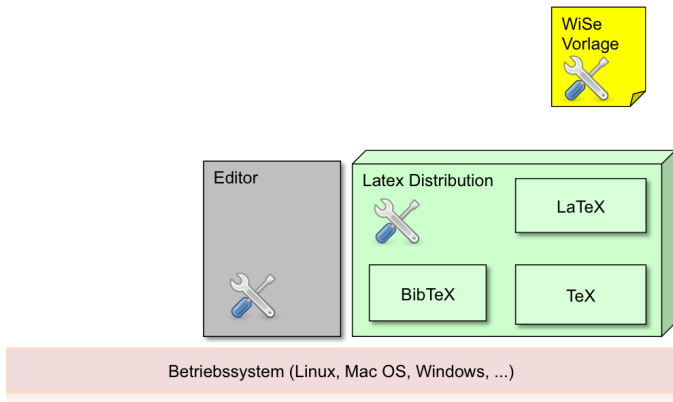 WiSe
Vorlage
Editor
Latex Distribution
LaTeX
BibTeX
TeX
Betriebssystem (Linux, Mac OS, Windows, ...)